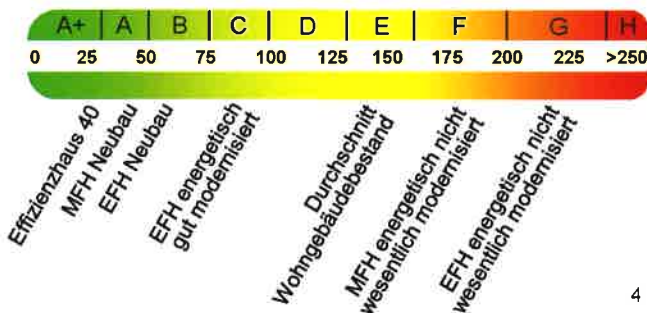 A+ A B C D E F G H
0 25 50 75 100 125 150 175 200 225 >250
Effizienzhaus 40
MFH Neubau
EFH Neubau
EFH energetisch
gut modernisiert
Durchschnitt
Wohngebäudebestand
MFH energetisch nicht
wesentlich modernisiert
EFH energetisch nicht
wesentlich modernisiert
4